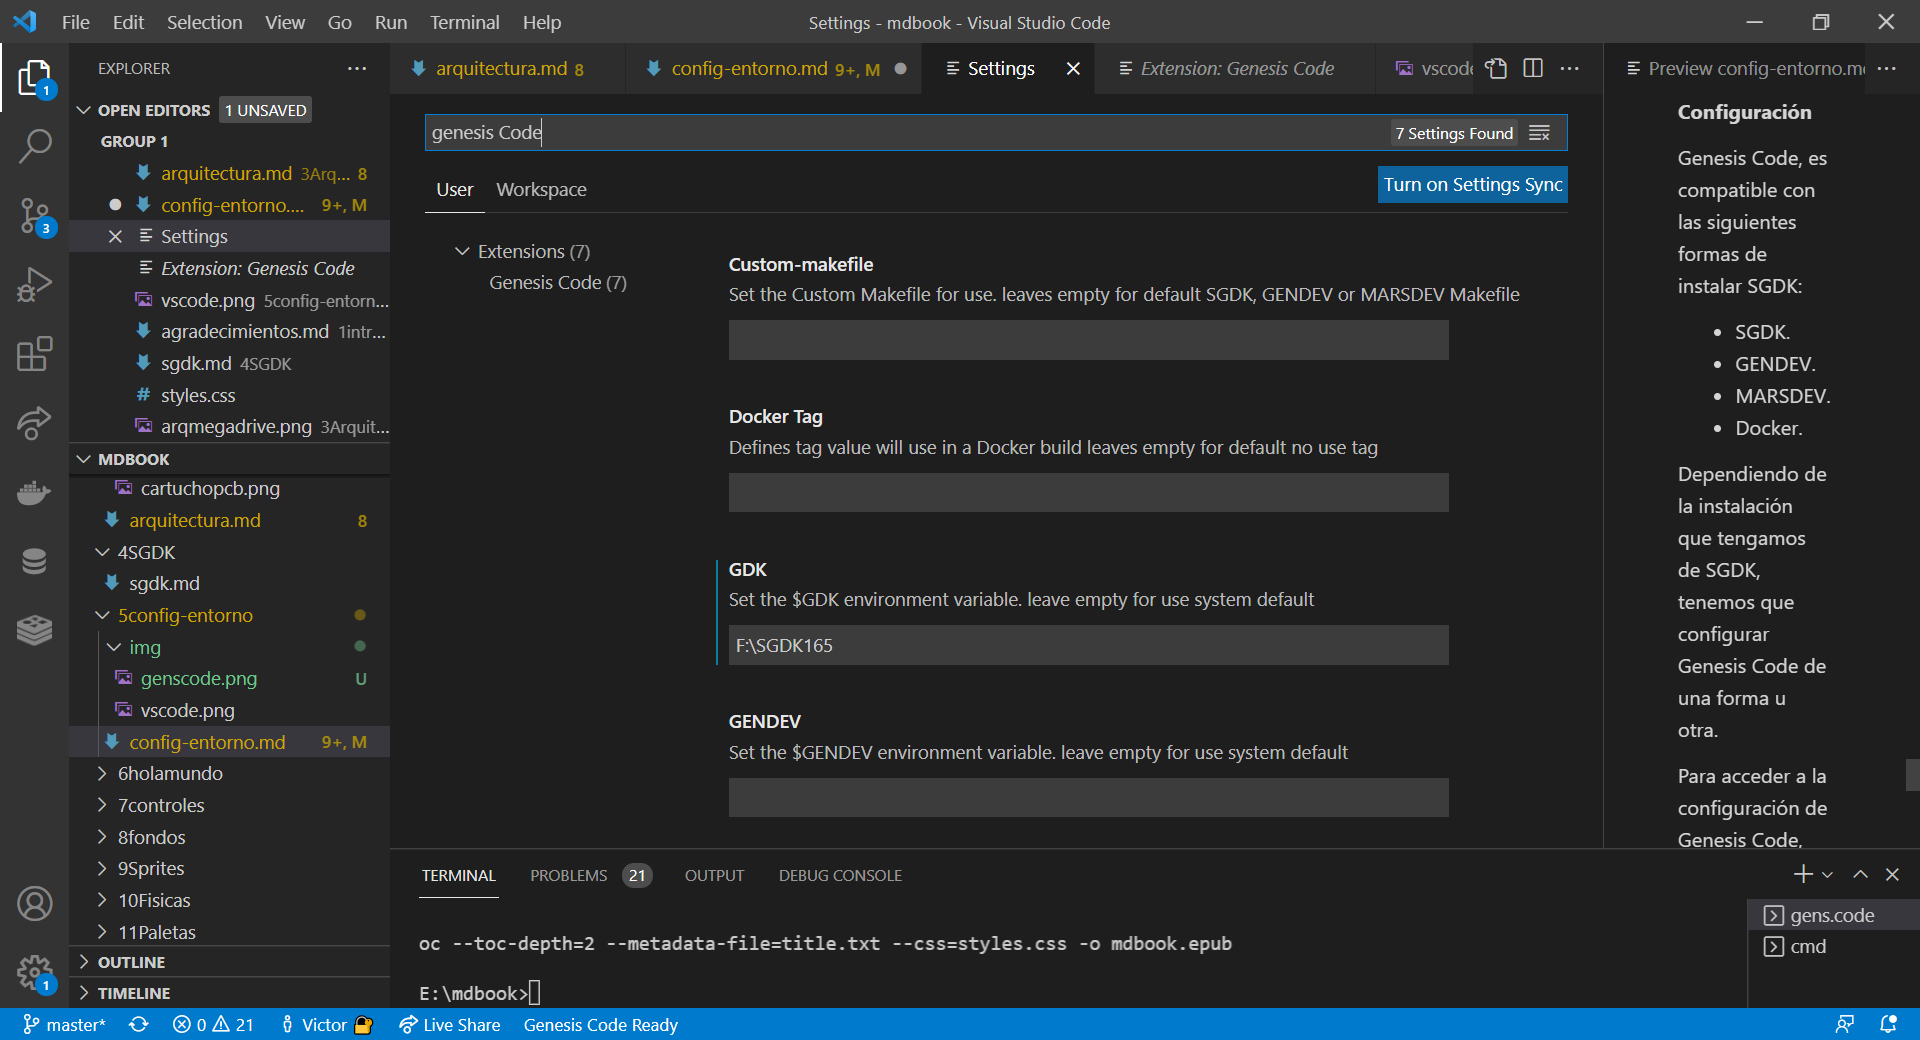 File Edit Selection View Go Run Terminal Help
Settings - mdbook - Visual Studio Code
EXPLORER
OPEN EDITORS 1 UNSAVED
GROUP 1
arquitectura.md 3Arq... 8
config-entorno.... 9+, M
Settings
Extension: Genesis Code
vscode.png 5config-entorn...
agradecimientos.md 1intr...
sgdk.md 4SGDK
# styles.css
arqmegadrive.png 3Arquit...
MDBOOK
cartuchopcb.png
arquitectura.md 8
4SGDK
sgdk.md
5config-entorno
img
genscode.png U
vscode.png
config-entorno.md 9+, M
6holamundo
7controles
8fondos
9Sprites
10Fisicas
11Paletas
OUTLINE
TIMELINE
1
3
1
arquitectura.md 8
config-entorno.md 9+, M
Settings
Extension: Genesis Code
vscode
genesis Code
7 Settings Found
User Workspace
Turn on Settings Sync
Extensions (7)
Genesis Code (7)
Custom-makefile
Set the Custom Makefile for use. leaves empty for default SGDK, GENDEV or MARSDEV Makefile
Docker Tag
Defines tag value will use in a Docker build leaves empty for default no use tag
GDK
Set the $GDK environment variable. leave empty for use system default
F:\SGDK165
GENDEV
Set the $GENDEV environment variable. leave empty for use system default
Preview config-entorno.m
Configuración
Genesis Code, es
compatible con
las siguientes
formas de
instalar SGDK:
• SGDK.
• GENDEV.
• MARSDEV.
• Docker.
Dependiendo de
la instalación
que tengamos
de SGDK,
tenemos que
configurar
Genesis Code de
una forma u
otra.
Para acceder a la
configuración de
Genesis Code,
TERMINAL PROBLEMS 21 OUTPUT DEBUG CONSOLE
oc --toc-depth=2 --metadata-file=title.txt --css=styles.css -o mdbook.epub
E:\mdbook>
gens.code
cmd
master* 0 21 Victor Live Share Genesis Code Ready